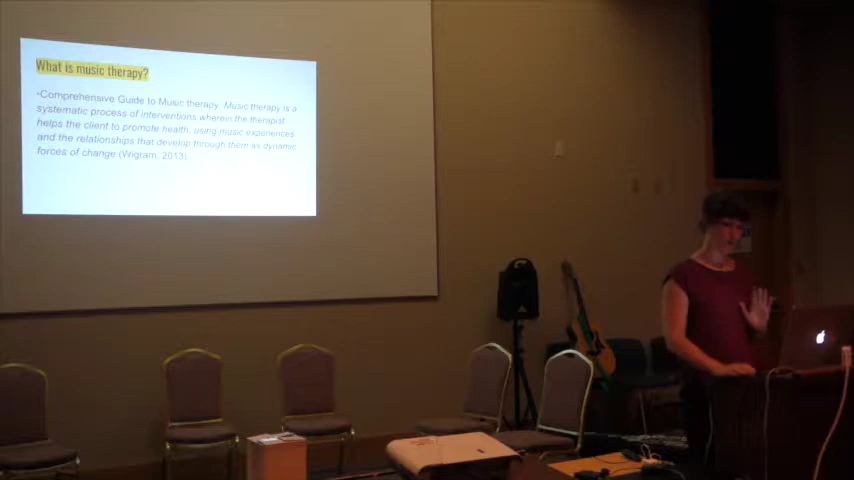 What is music therapy?
•Comprehensive Guide to Music therapy. Music therapy is a
systematic process of interventions wherein the therapist
helps the client to promote health, using music experiences
and the relationships that develop through them as dynamic
forces of change (Wigram, 2013).